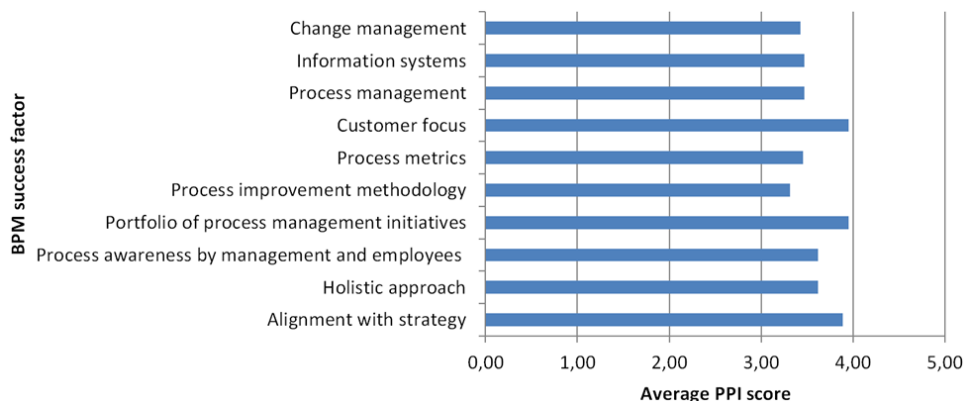 BPM success factor
Change management
Information systems
Process management
Customer focus
Process metrics
Process improvement methodology
Portfolio of process management initiatives
Process awareness by management and employees
Holistic approach
Alignment with strategy
0,00 1,00 2,00 3,00 4,00 5,00
Average PPI score